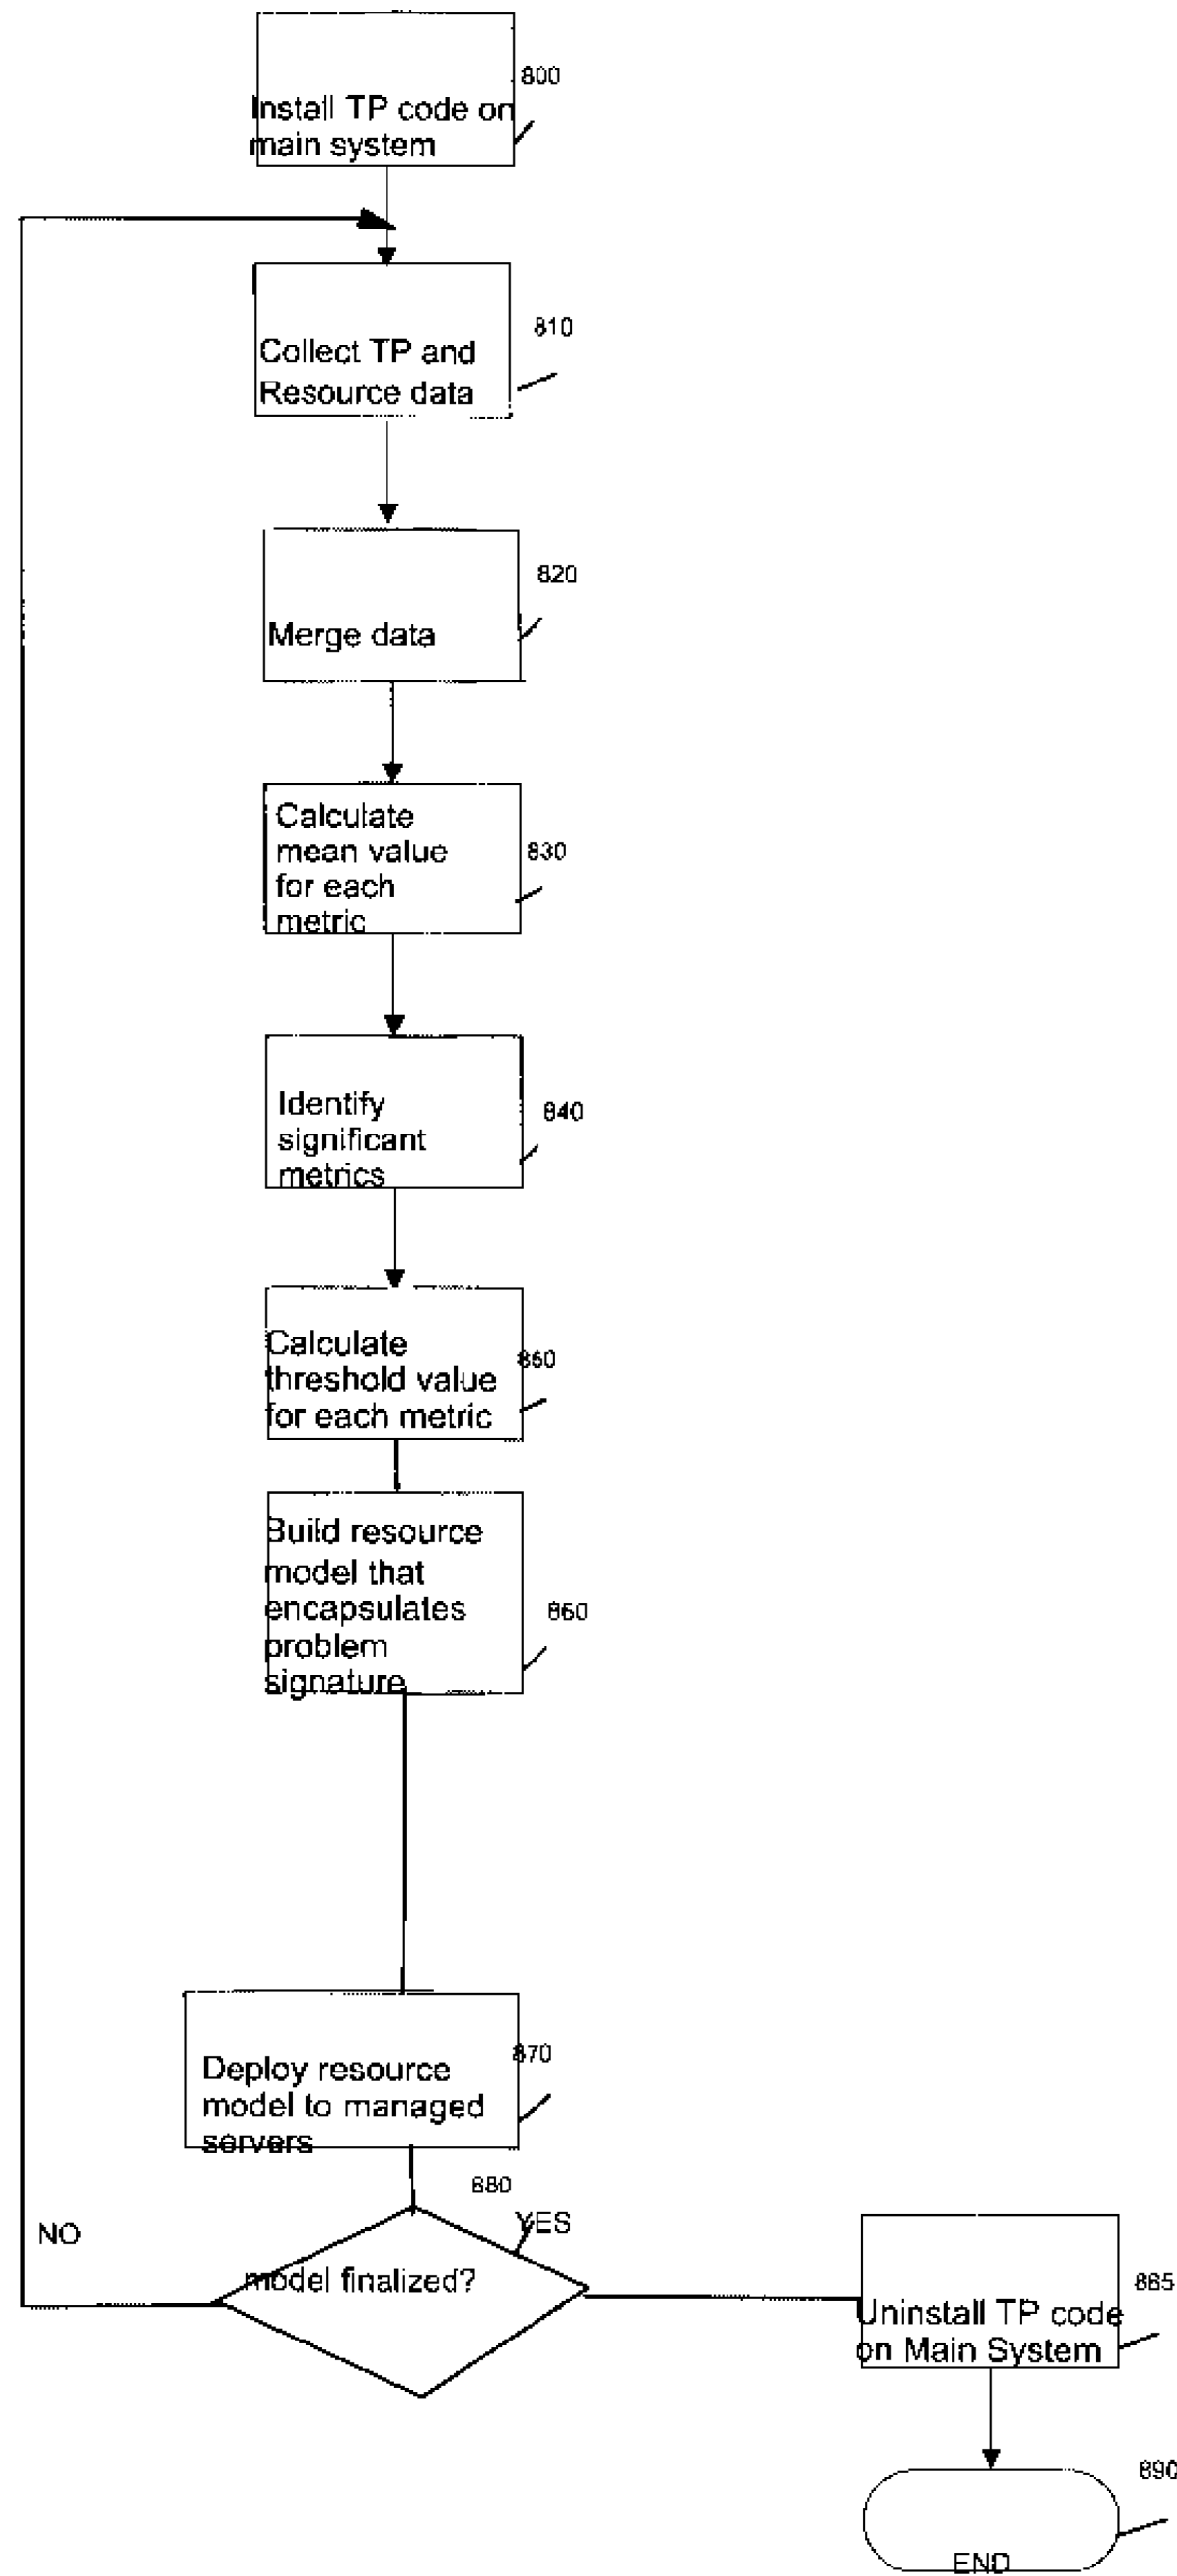 800
Install TP code on
main system
810
Collect TP and
Resource data
820
Merge data
Calculate
mean value
for each
metric
830
Identify
significant
metrics
840
Calculate
threshold value
for each metric
850
Build resource
model that
encapsulates
problem
signature
860
870
Deploy resource
model to managed
servers
880
YES
NO
model finalized?
885
Uninstall TP code
on Main System
890
END